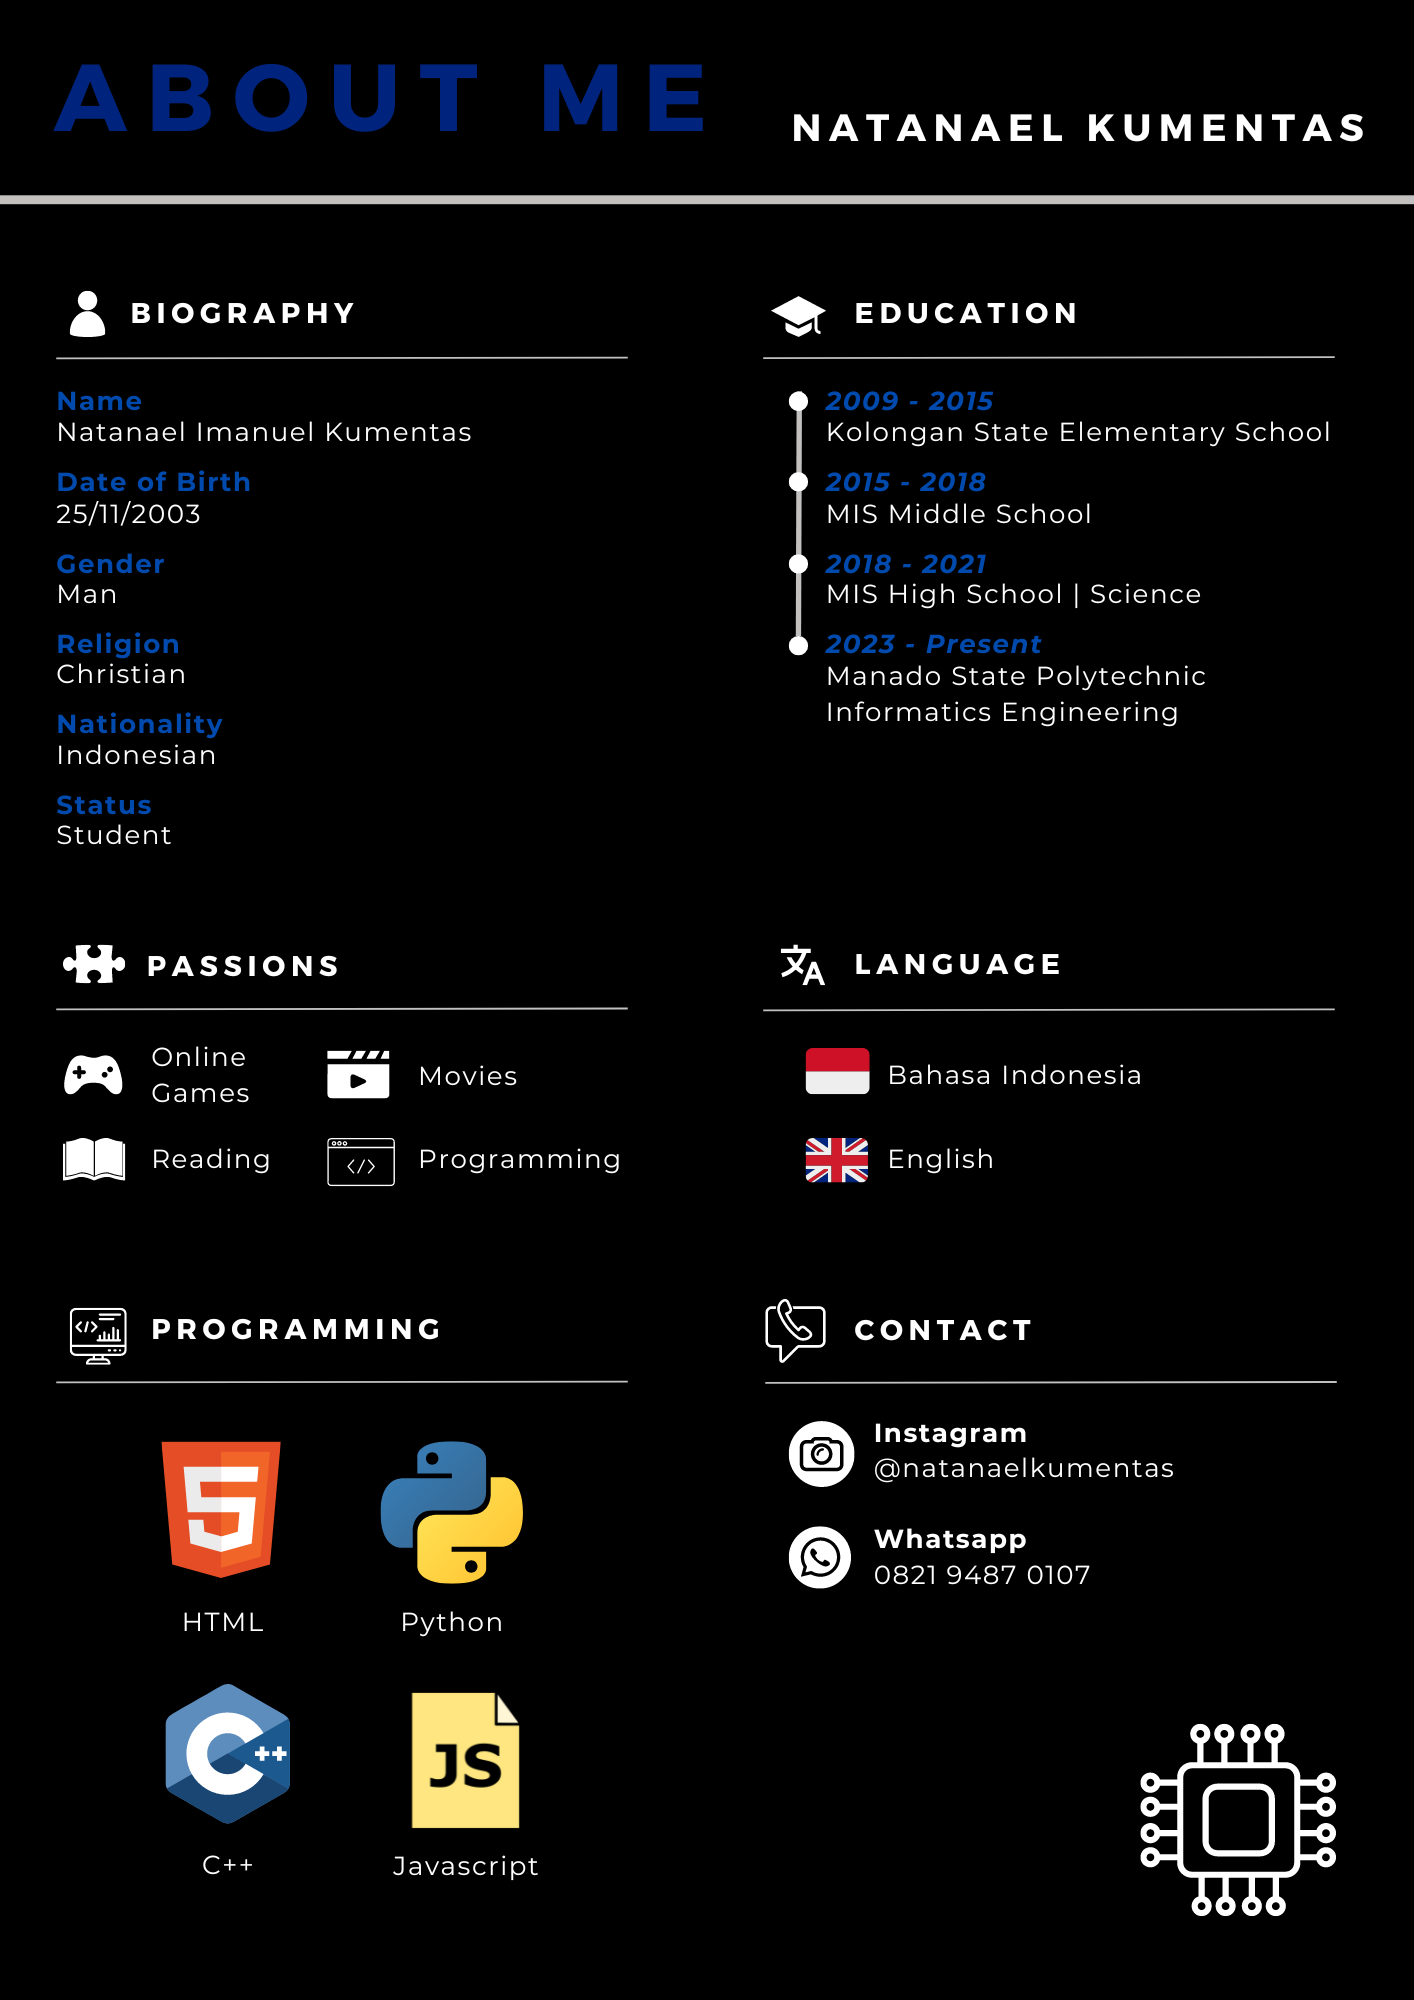 ABOUT ME
NATANAEL KUMENTAS
BIOGRAPHY
Name
Natanael Imanuel Kumentas
Date of Birth
25/11/2003
Gender
Man
Religion
Christian
Nationality
Indonesian
Status
Student
EDUCATION
2009 - 2015
Kolongan State Elementary School
2015 - 2018
MIS Middle School
2018 - 2021
MIS High School | Science
2023 - Present
Manado State Polytechnic
Informatics Engineering
PASSIONS
Online
Games
Movies
Reading
</>
Programming
LANGUAGE
文A
Bahasa Indonesia
English
PROGRAMMING
</>
5
HTML
Python
C++
C++
JS
Javascript
CONTACT
Instagram
@natanaelkumentas
Whatsapp
0821 9487 0107